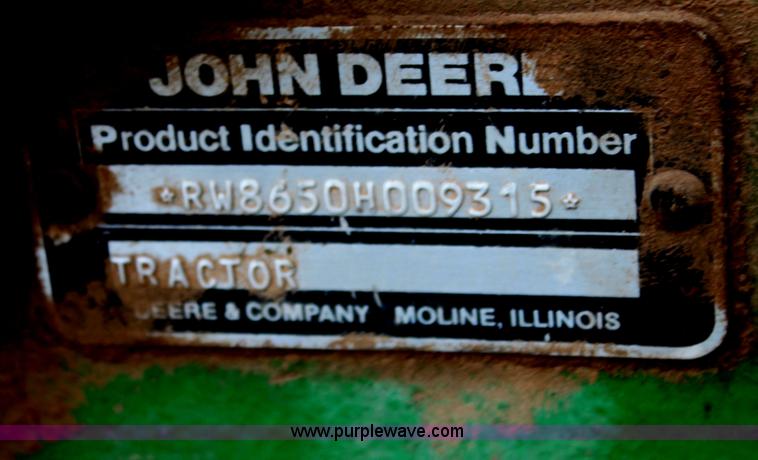 JOHN DEERE
Product Identification Number
*RW8650H009315*
TRACTOR
DEERE & COMPANY MOLINE, ILLINOIS
www.purplewave.com